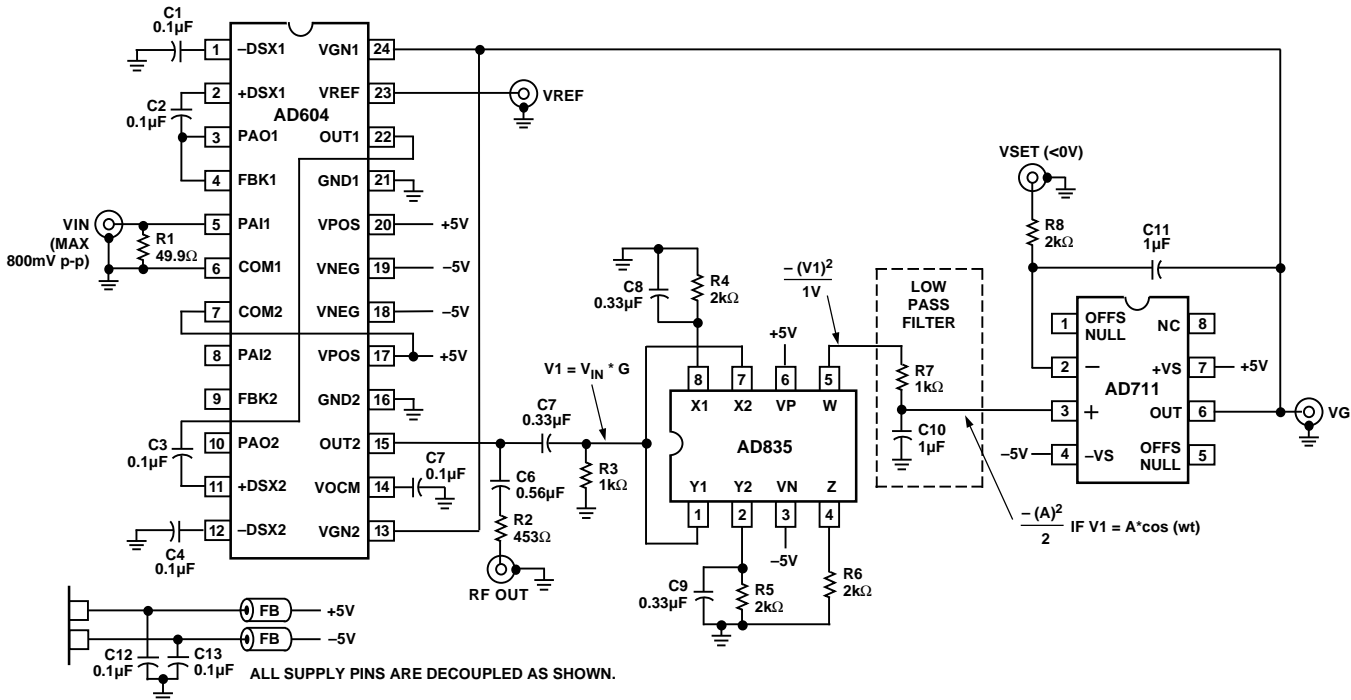 C1
0.1µF
1
–DSX1
VGN1
24
2
+DSX1
VREF
23
VREF
C2
0.1µF
AD604
3
PAO1
OUT1
22
4
FBK1
GND1
21
VIN
(MAX
800mV p-p)
R1
49.9Ω
5
PAI1
VPOS
20
+5V
6
COM1
VNEG
19
–5V
7
COM2
VNEG
18
–5V
8
PAI2
VPOS
17
+5V
9
FBK2
GND2
16
C3
0.1µF
10
PAO2
OUT2
15
11
+DSX2
VOCM
14
C7
0.1µF
12
–DSX2
VGN2
13
C4
0.1µF
V1 = VIN * G
C7
0.33µF
R3
1kΩ
C6
0.56µF
R2
453Ω
RF OUT
C8
0.33µF
R4
2kΩ
– (V1)2
1V
+5V
8
7
6
5
X1
X2
VP
W
AD835
Y1
Y2
VN
Z
1
2
3
4
–5V
C9
0.33µF
R5
2kΩ
R6
2kΩ
LOW
PASS
FILTER
R7
1kΩ
C10
1µF
– (A)2
2
IF V1 = A*cos (wt)
VSET (<0V)
R8
2kΩ
C11
1µF
1
OFFS
NULL
NC
8
2
–
+VS
7
+5V
AD711
3
+
OUT
6
VG
–5V
4
–VS
OFFS
NULL
5
FB
+5V
FB
–5V
C12
0.1µF
C13
0.1µF
ALL SUPPLY PINS ARE DECOUPLED AS SHOWN.